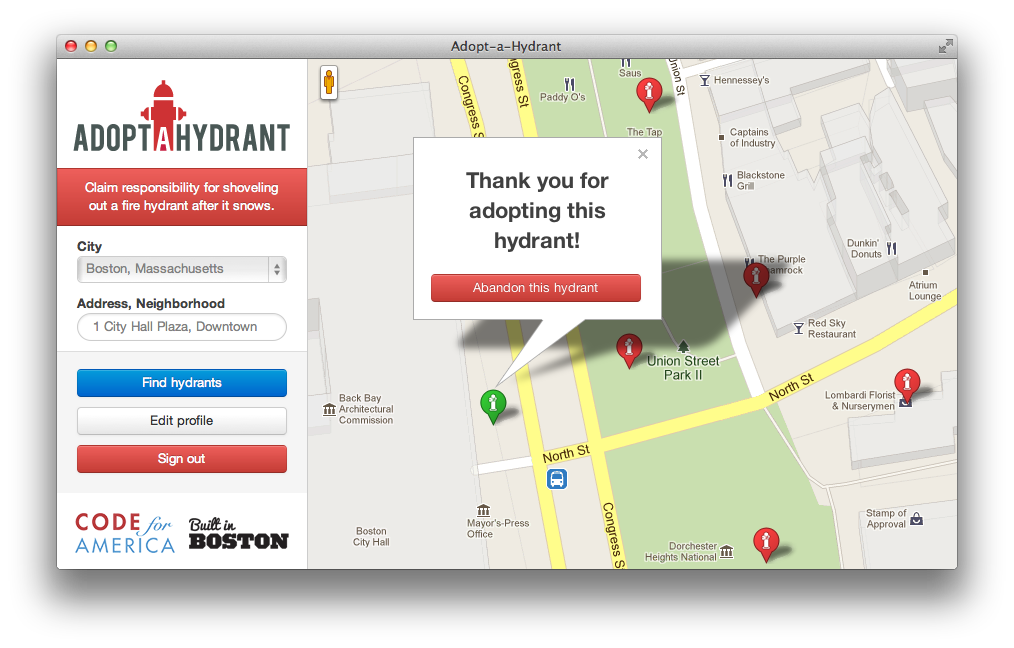 Adopt-a-Hydrant
ADOPTAHYDRANT
Claim responsibility for shoveling
out a fire hydrant after it snows.
City
Boston, Massachusetts
Address, Neighborhood
1 City Hall Plaza, Downtown
Find hydrants
Edit profile
Sign out
CODE for
AMERICA
Built in
BOSTON
Congress St
Congress St
Union St
Saus
Paddy O's
Hennessey's
The Tap
Captains
of Industry
Blackstone
Grill
Thank you for
adopting this
hydrant!
Abandon this hydrant
The Purple
Shamrock
Dunkin'
Donuts
Atrium
Lounge
Red Sky
Restaurant
Union Street
Park II
North St
Lombardi Florist
& Nurserymen
Back Bay
Architectural
Commission
North St
Mayor's-Press
Office
Boston
City Hall
Congress S
Stamp of
Approval
Dorchester
Heights National